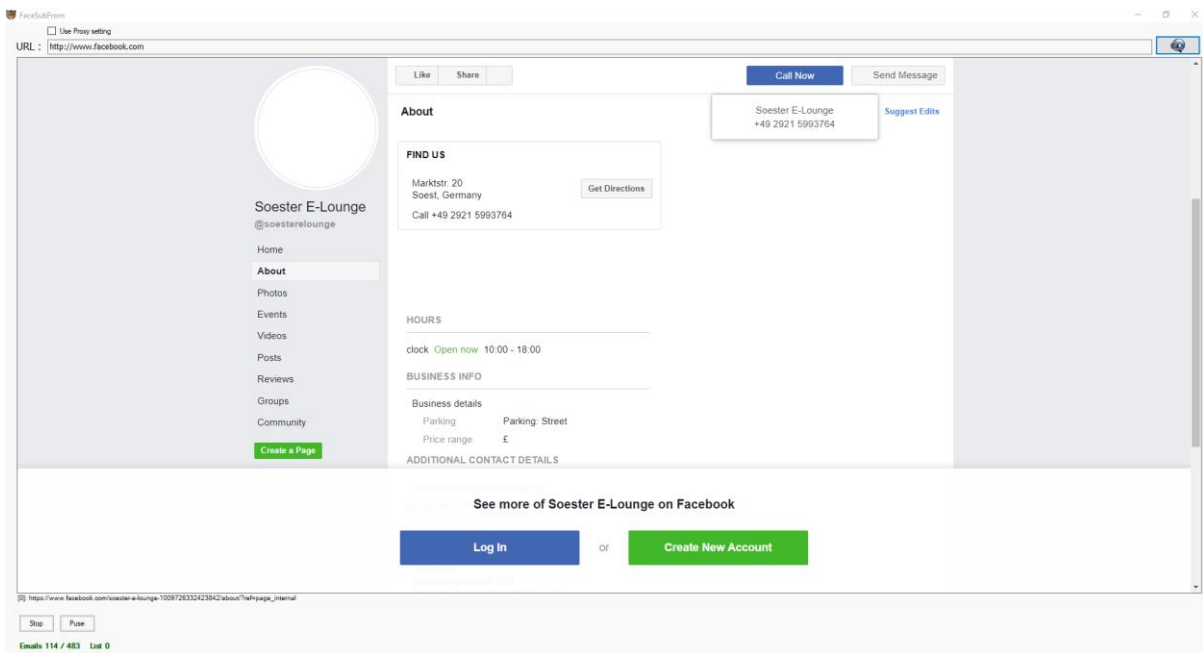 FaceSubFrom
Use Proxy setting
URL : http://www.facebook.com
Like Share
Call Now Send Message
About
Soester E-Lounge
+49 2921 5993764
Suggest Edits
FIND US
Marktstr. 20
Soest, Germany
Get Directions
Call +49 2921 5993764
Soester E-Lounge
@soesterelounge
Home
About
Photos
Events
Videos
Posts
Reviews
Groups
Community
Create a Page
HOURS
clock Open now 10:00 - 18:00
BUSINESS INFO
Business details
Parking Parking: Street
Price range £
ADDITIONAL CONTACT DETAILS
See more of Soester E-Lounge on Facebook
Log In or Create New Account
[0]: https://www.facebook.com/soester-e-lounge-1009726332423842/about/?ref=page_internal
Stop Puse
Emails 114 / 483 List 0